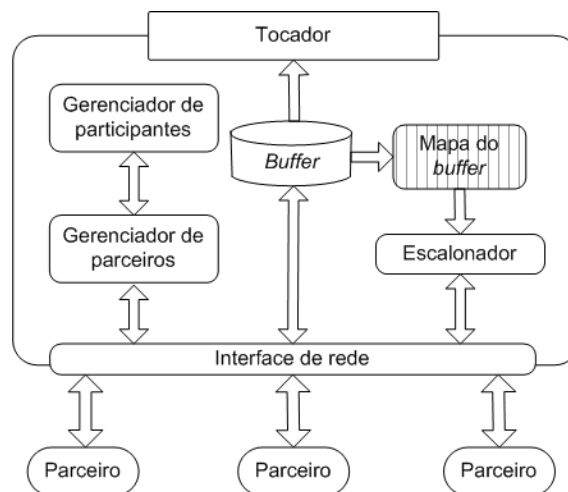 Tocador
Gerenciador de
participantes
Buffer
Mapa do
buffer
Gerenciador de
parceiros
Escalonador
Interface de rede
Parceiro
Parceiro
Parceiro